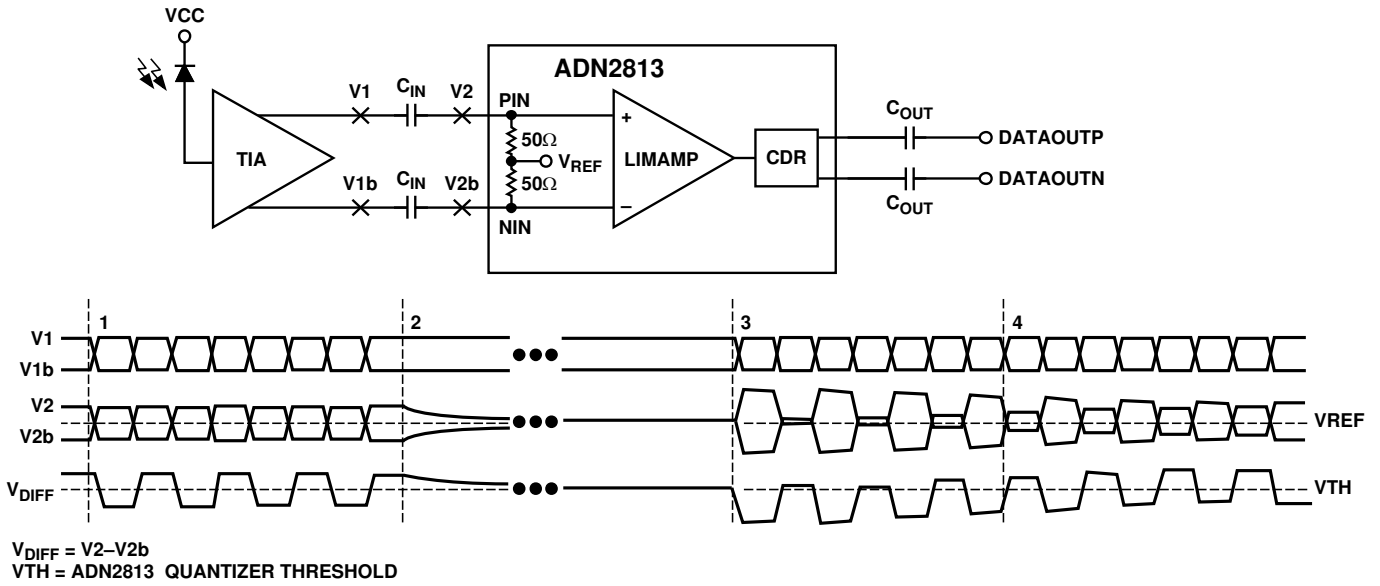 VCC
ADN2813
V1 CIN V2 PIN
COUT
50Ω
+
TIA VREF LIMAMP CDR DATAOUTP
50Ω
V1b CIN V2b
−
DATAOUTN
COUT
NIN
1 2 3 4
V1
V1b
V2
VREF
V2b
VDIFF VTH
VDIFF = V2–V2b
VTH = ADN2813 QUANTIZER THRESHOLD